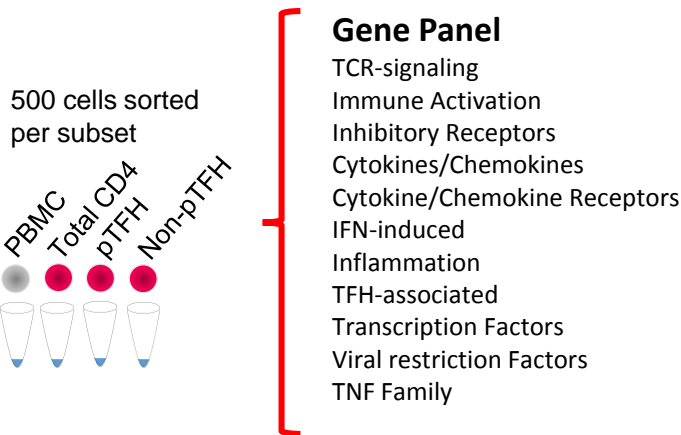 500 cells sorted
per subset
PBMC
Total CD4
pTFH
Non-pTFH
Gene Panel
TCR-signaling
Immune Activation
Inhibitory Receptors
Cytokines/Chemokines
Cytokine/Chemokine Receptors
IFN-induced
Inflammation
TFH-associated
Transcription Factors
Viral restriction Factors
TNF Family